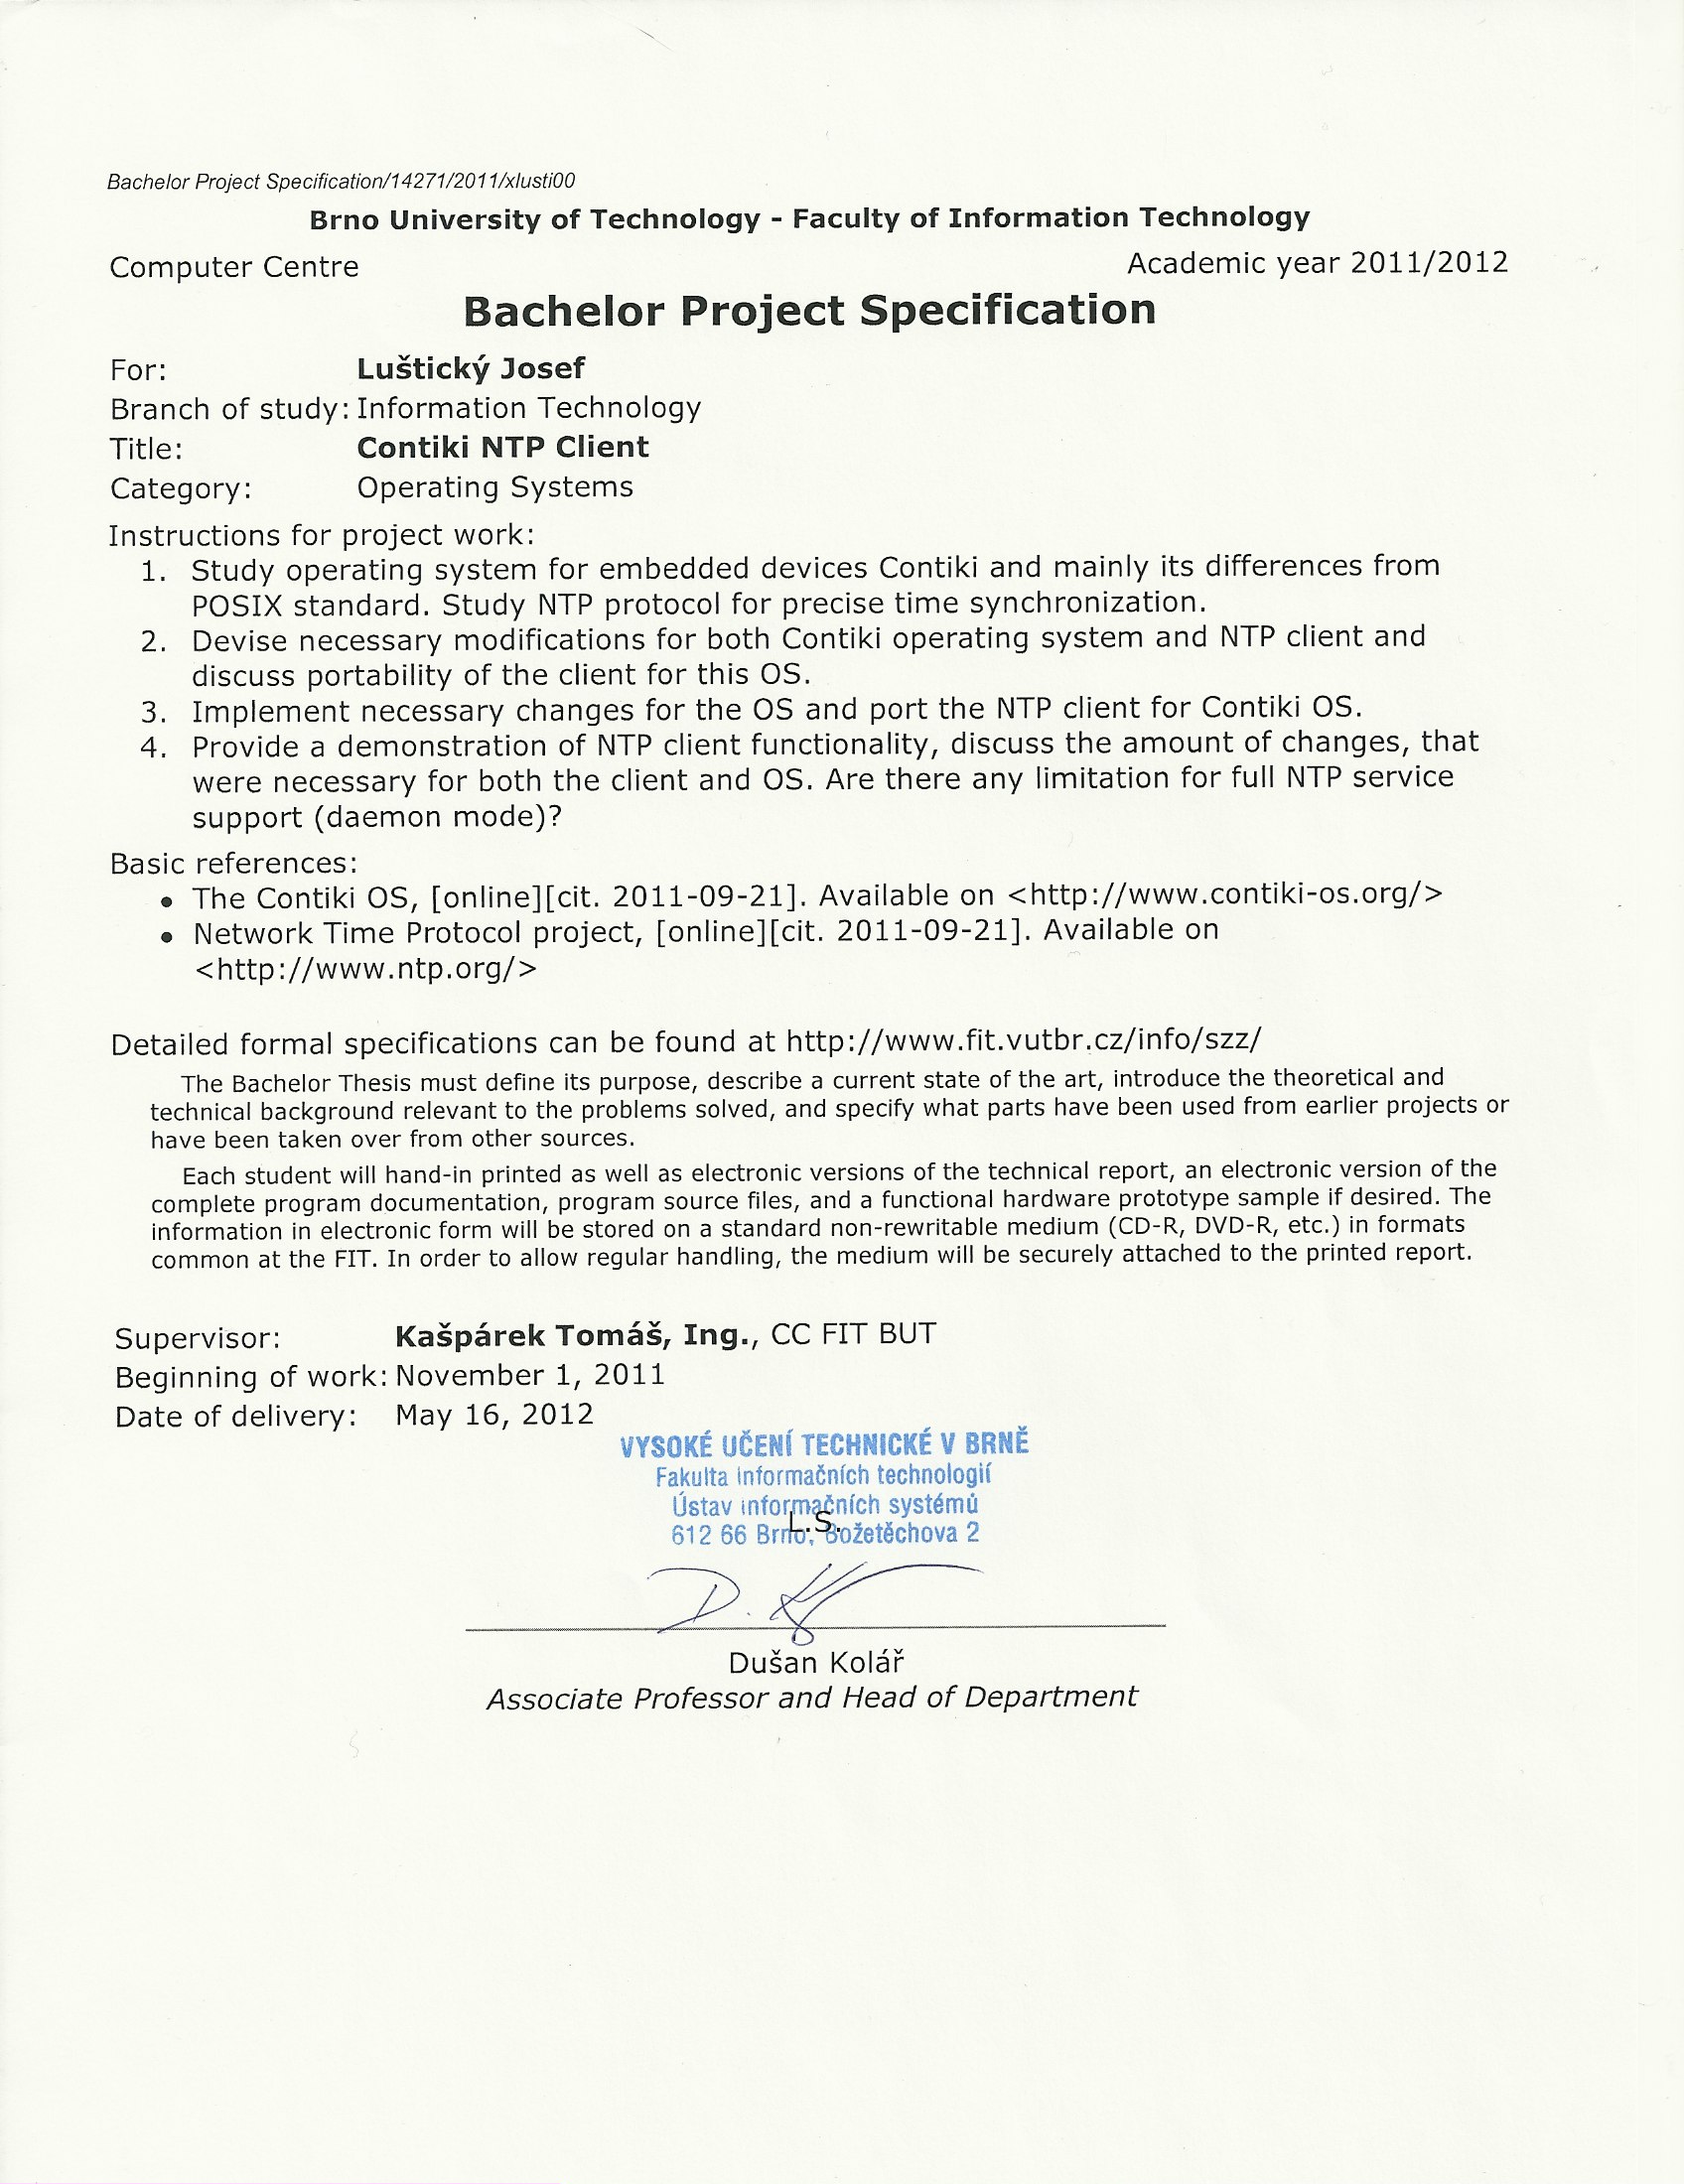 Bachelor Project Specification/14271/2011/xlusti00
Brno University of Technology - Faculty of Information Technology
Computer Centre Academic year 2011/2012
Bachelor Project Specification
For: Luštický Josef
Branch of study: Information Technology
Title: Contiki NTP Client
Category: Operating Systems
Instructions for project work:
1. Study operating system for embedded devices Contiki and mainly its differences from
POSIX standard. Study NTP protocol for precise time synchronization.
2. Devise necessary modifications for both Contiki operating system and NTP client and
discuss portability of the client for this OS.
3. Implement necessary changes for the OS and port the NTP client for Contiki OS.
4. Provide a demonstration of NTP client functionality, discuss the amount of changes, that
were necessary for both the client and OS. Are there any limitation for full NTP service
support (daemon mode)?
Basic references:
• The Contiki OS, [online][cit. 2011-09-21]. Available on <http://www.contiki-os.org/>
• Network Time Protocol project, [online][cit. 2011-09-21]. Available on
<http://www.ntp.org/>
Detailed formal specifications can be found at http://www.fit.vutbr.cz/info/szz/
The Bachelor Thesis must define its purpose, describe a current state of the art, introduce the theoretical and
technical background relevant to the problems solved, and specify what parts have been used from earlier projects or
have been taken over from other sources.
Each student will hand-in printed as well as electronic versions of the technical report, an electronic version of the
complete program documentation, program source files, and a functional hardware prototype sample if desired. The
information in electronic form will be stored on a standard non-rewritable medium (CD-R, DVD-R, etc.) in formats
common at the FIT. In order to allow regular handling, the medium will be securely attached to the printed report.
Supervisor: Kašpárek Tomáš, Ing., CC FIT BUT
Beginning of work: November 1, 2011
Date of delivery: May 16, 2012
VYSOKÉ UČENÍ TECHNICKÉ V BRNĚ
Fakulta informačních technologií
Ústav informačních systémů
L.S.
612 66 Brno, Božetěchova 2
Dušan Kolář
Associate Professor and Head of Department